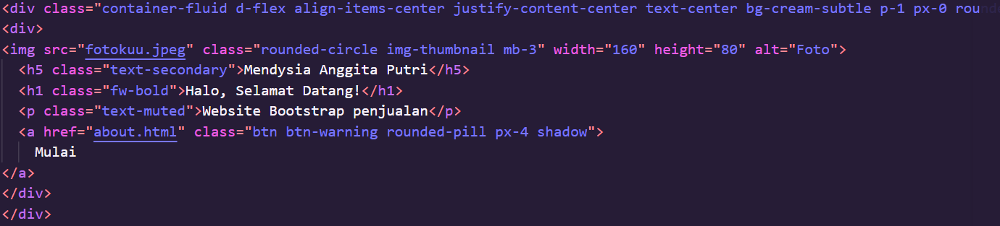 <div class="container-fluid d-flex align-items-center justify-content-center text-center bg-cream-subtle p-1 px-0
<div>
<img src="fotokuu.jpeg" class="rounded-circle img-thumbnail mb-3" width="160" height="80" alt="Foto">
<h5 class="text-secondary">Mendysia Anggita Putri</h5>
<h1 class="fw-bold">Halo, Selamat Datang!</h1>
<p class="text-muted">Website Bootstrap penjualan</p>
<a href="about.html" class="btn btn-warning rounded-pill px-4 shadow">
Mulai
</a>
</div>
</div>